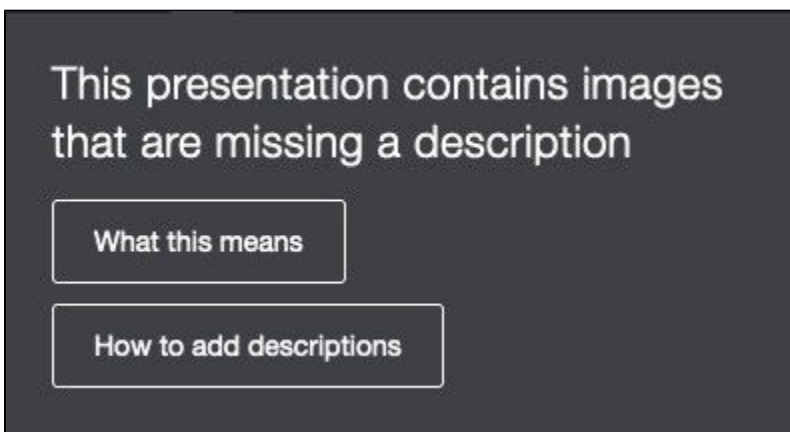 This presentation contains images
that are missing a description
What this means
How to add descriptions